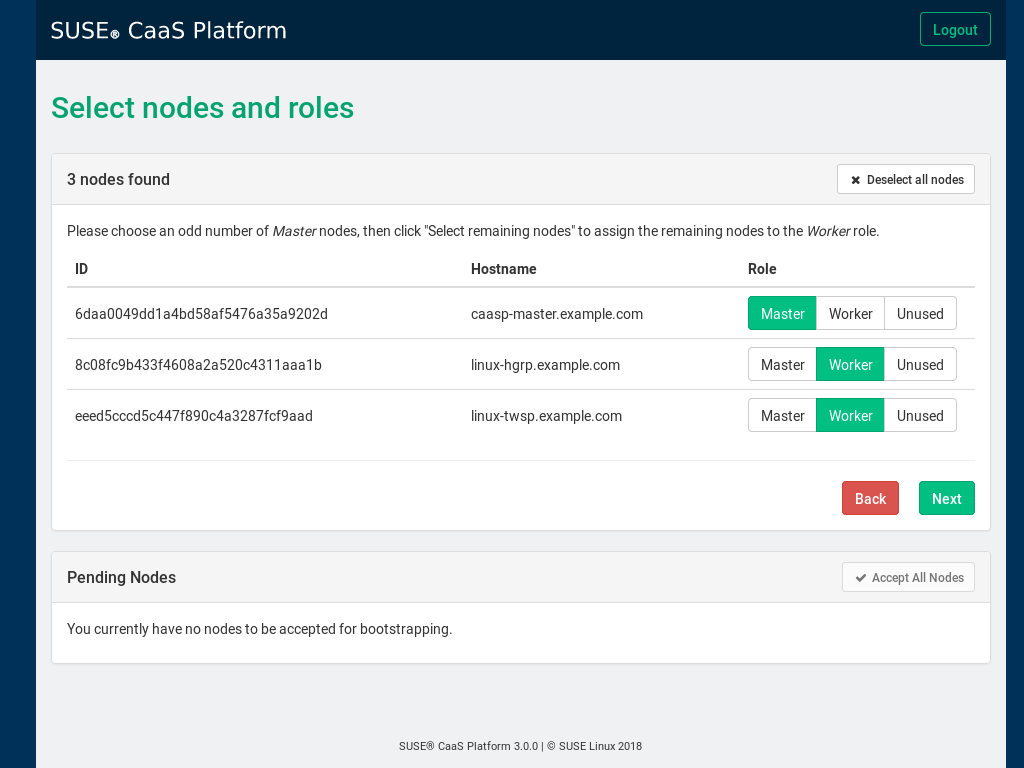 SUSE® CaaS Platform
Logout
Select nodes and roles
3 nodes found
✖ Deselect all nodes
Please choose an odd number of Master nodes, then click "Select remaining nodes" to assign the remaining nodes to the Worker role.
ID Hostname Role
6daa0049dd1a4bd58af5476a35a9202d caasp-master.example.com Master Worker Unused
8c08fc9b433f4608a2a520c4311aaa1b linux-hgrp.example.com Master Worker Unused
eeed5cccd5c447f890c4a3287fcf9aad linux-twsp.example.com Master Worker Unused
Back Next
Pending Nodes
✔ Accept All Nodes
You currently have no nodes to be accepted for bootstrapping.
SUSE® CaaS Platform 3.0.0 | © SUSE Linux 2018